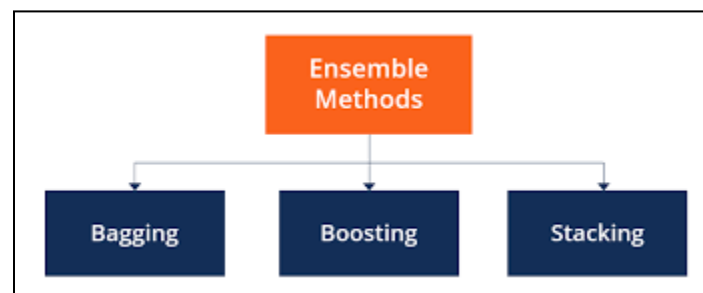 Ensemble
Methods
Bagging
Boosting
Stacking